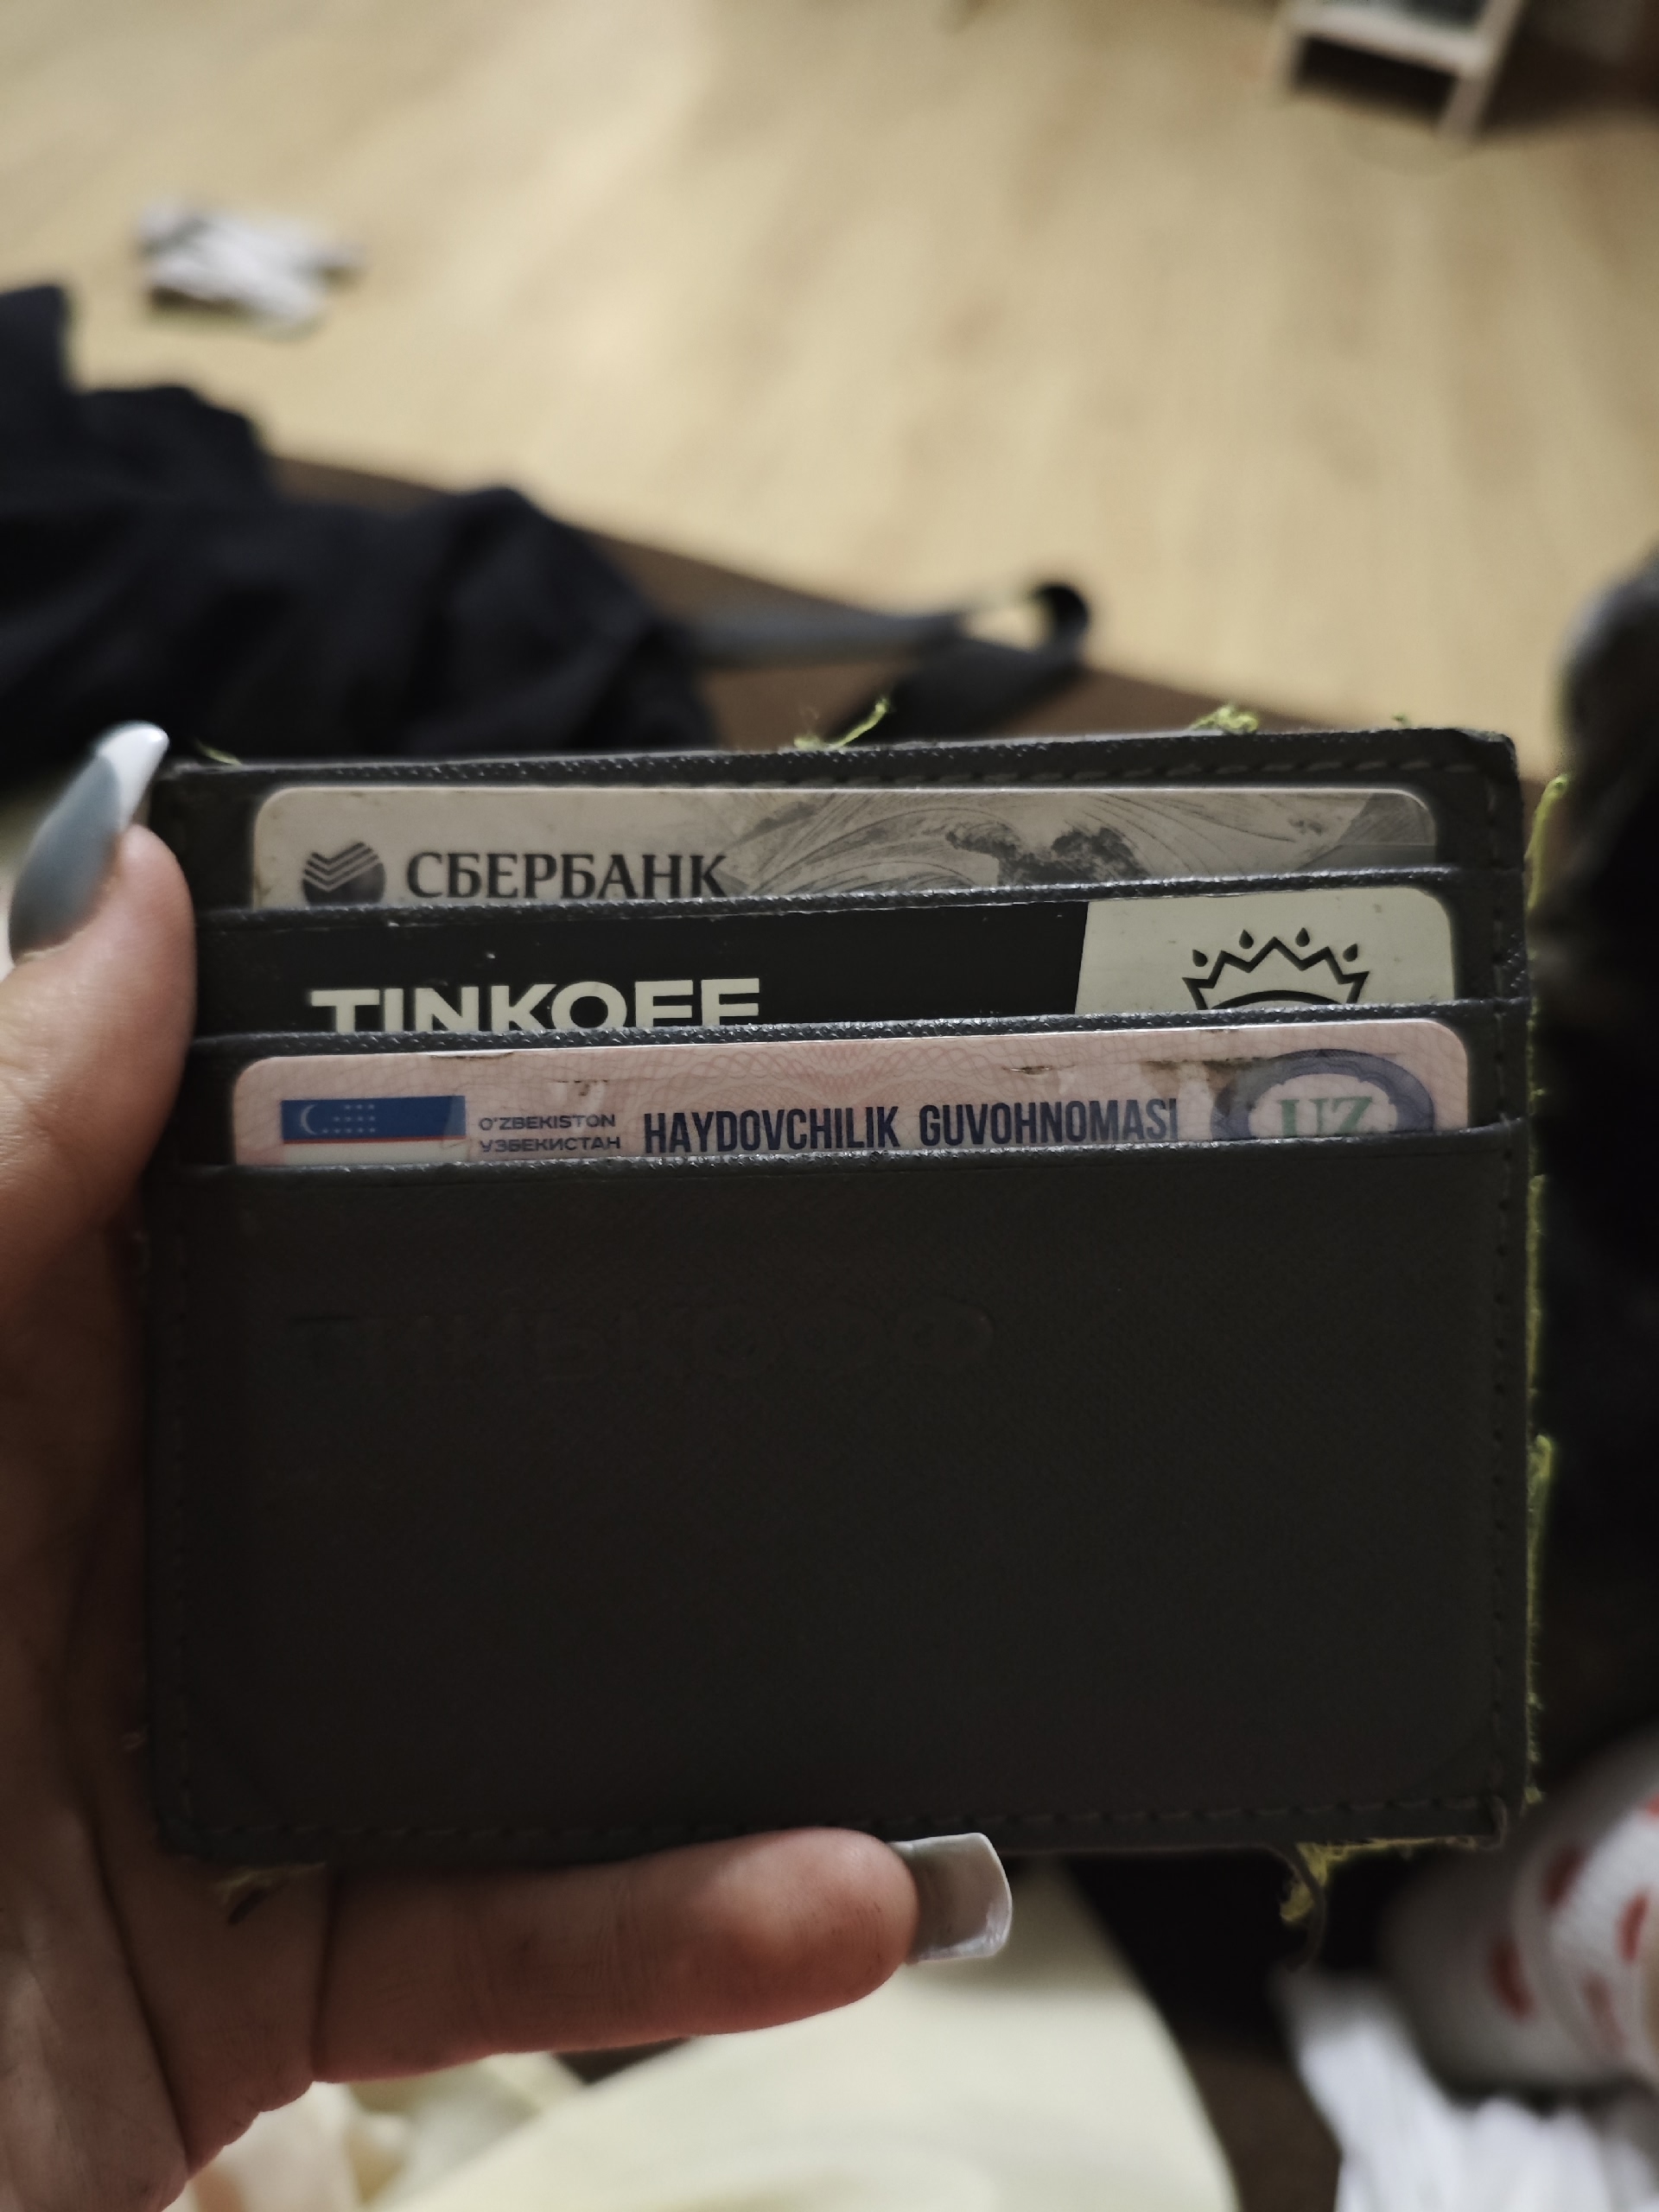 СБЕРБАНК
TINKOFF
O'ZBEKISTON
УЗБЕКИСТАН
HAYDOVCHILIK GUVOHNOMASI
UZ